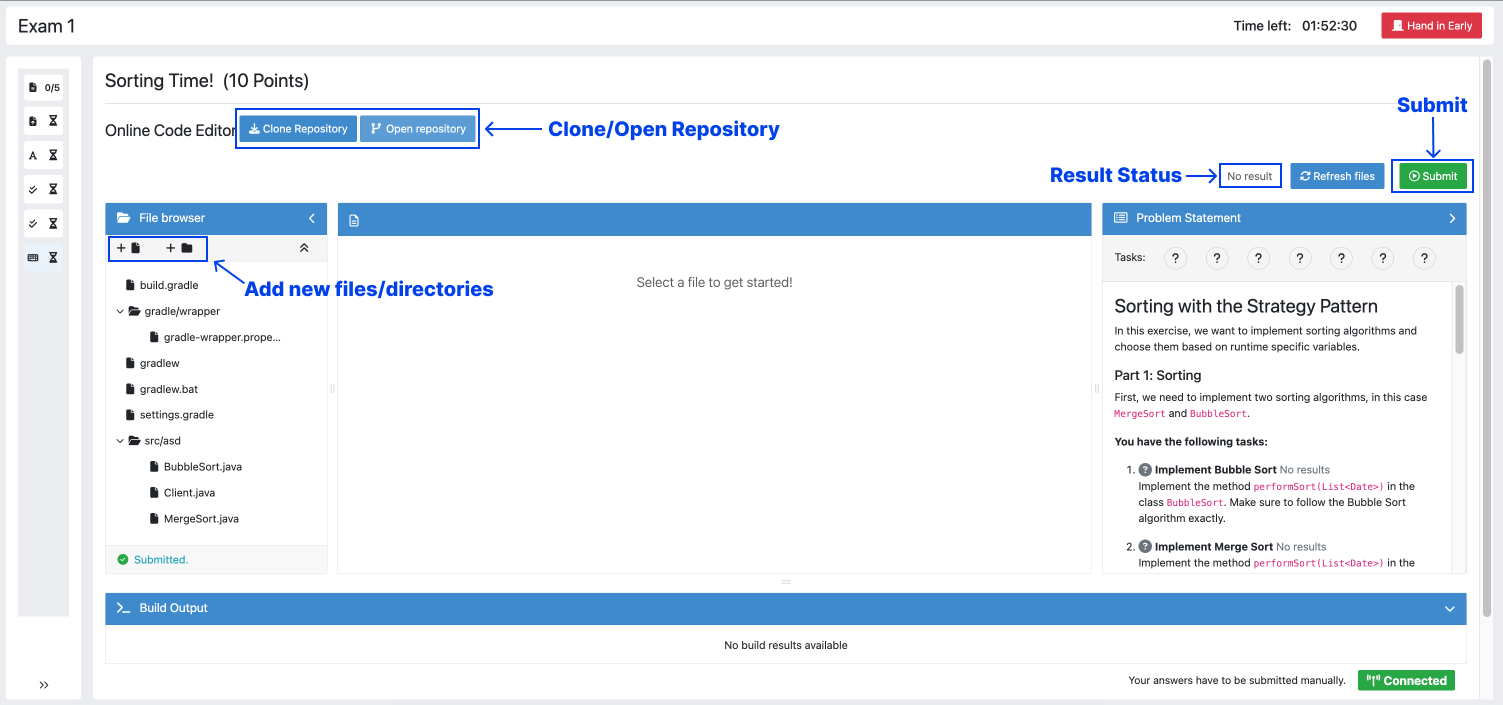 Exam 1
Time left: 01:52:30
Hand in Early
0/5
A
Sorting Time! (10 Points)
Submit
Online Code Editor
Clone Repository
Open repository
Clone/Open Repository
Result Status
No result
Refresh files
Submit
File browser
Problem Statement
Tasks: ? ? ? ? ? ? ?
Add new files/directories
build.gradle
gradle/wrapper
gradle-wrapper.prope...
gradlew
gradlew.bat
settings.gradle
src/asd
BubbleSort.java
Client.java
MergeSort.java
Submitted.
Select a file to get started!
Sorting with the Strategy Pattern
In this exercise, we want to implement sorting algorithms and
choose them based on runtime specific variables.
Part 1: Sorting
First, we need to implement two sorting algorithms, in this case
MergeSort and BubbleSort.
You have the following tasks:
1. ? Implement Bubble Sort No results
Implement the method performSort(List<Date>) in the
class BubbleSort. Make sure to follow the Bubble Sort
algorithm exactly.
2. ? Implement Merge Sort No results
Implement the method performSort(List<Date>) in the
Build Output
No build results available
Your answers have to be submitted manually.
Connected